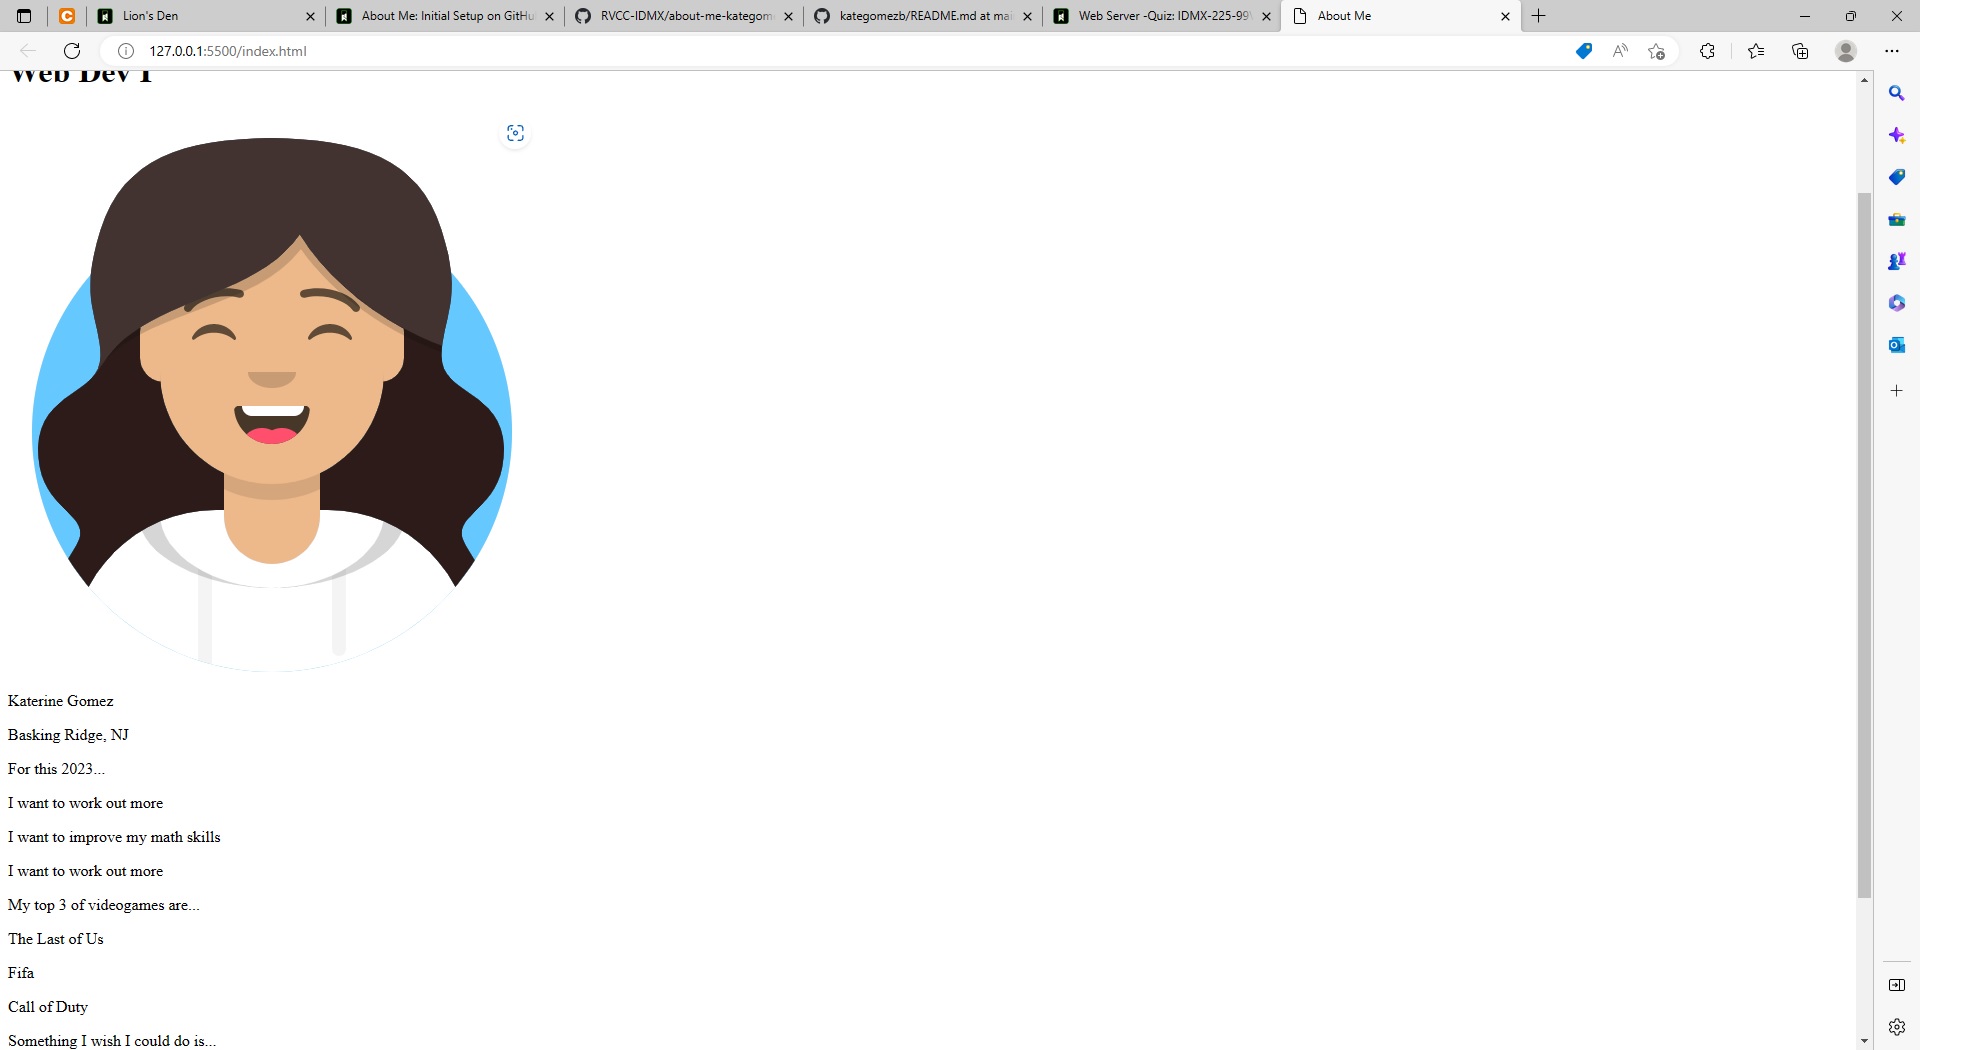 Lion's Den
About Me: Initial Setup on GitHu
RVCC-IDMX/about-me-kategom
kategomezb/README.md at mai
Web Server -Quiz: IDMX-225-99
About Me
127.0.0.1:5500/index.html
Web Dev I
Katerine Gomez
Basking Ridge, NJ
For this 2023...
I want to work out more
I want to improve my math skills
I want to work out more
My top 3 of videogames are...
The Last of Us
Fifa
Call of Duty
Something I wish I could do is...